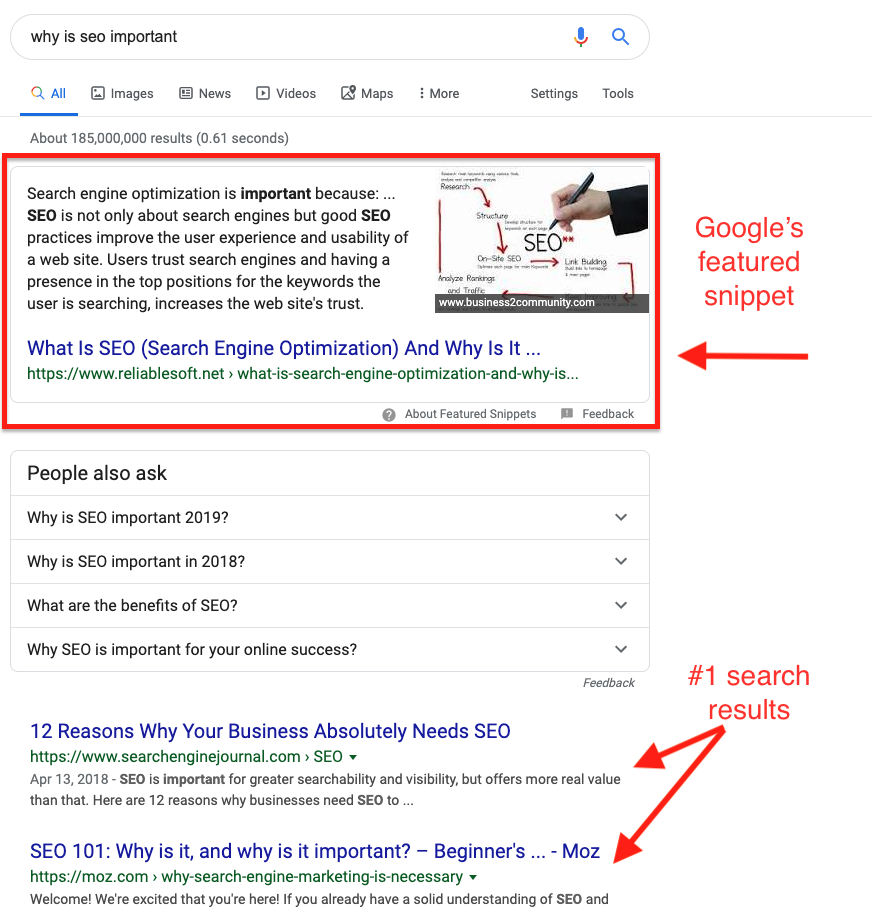 why is seo important
All Images News Videos Maps More Settings Tools
About 185,000,000 results (0.61 seconds)
Search engine optimization is important because: ...
SEO is not only about search engines but good SEO
practices improve the user experience and usability of
a web site. Users trust search engines and having a
presence in the top positions for the keywords the
user is searching, increases the web site's trust.
Research
Structure
SEO**
On-Site SEO
Link Building
Analyze Rankings
and Traffic
www.business2community.com
What Is SEO (Search Engine Optimization) And Why Is It ...
https://www.reliablesoft.net › what-is-search-engine-optimization-and-why-is...
About Featured Snippets Feedback
Google's
featured
snippet
People also ask
Why is SEO important 2019?
Why is SEO important in 2018?
What are the benefits of SEO?
Why SEO is important for your online success?
Feedback
#1 search
results
12 Reasons Why Your Business Absolutely Needs SEO
https://www.searchenginejournal.com › SEO
Apr 13, 2018 - SEO is important for greater searchability and visibility, but offers more real value
than that. Here are 12 reasons why businesses need SEO to ...
SEO 101: Why is it, and why is it important? – Beginner's ... - Moz
https://moz.com › why-search-engine-marketing-is-necessary
Welcome! We're excited that you're here! If you already have a solid understanding of SEO and